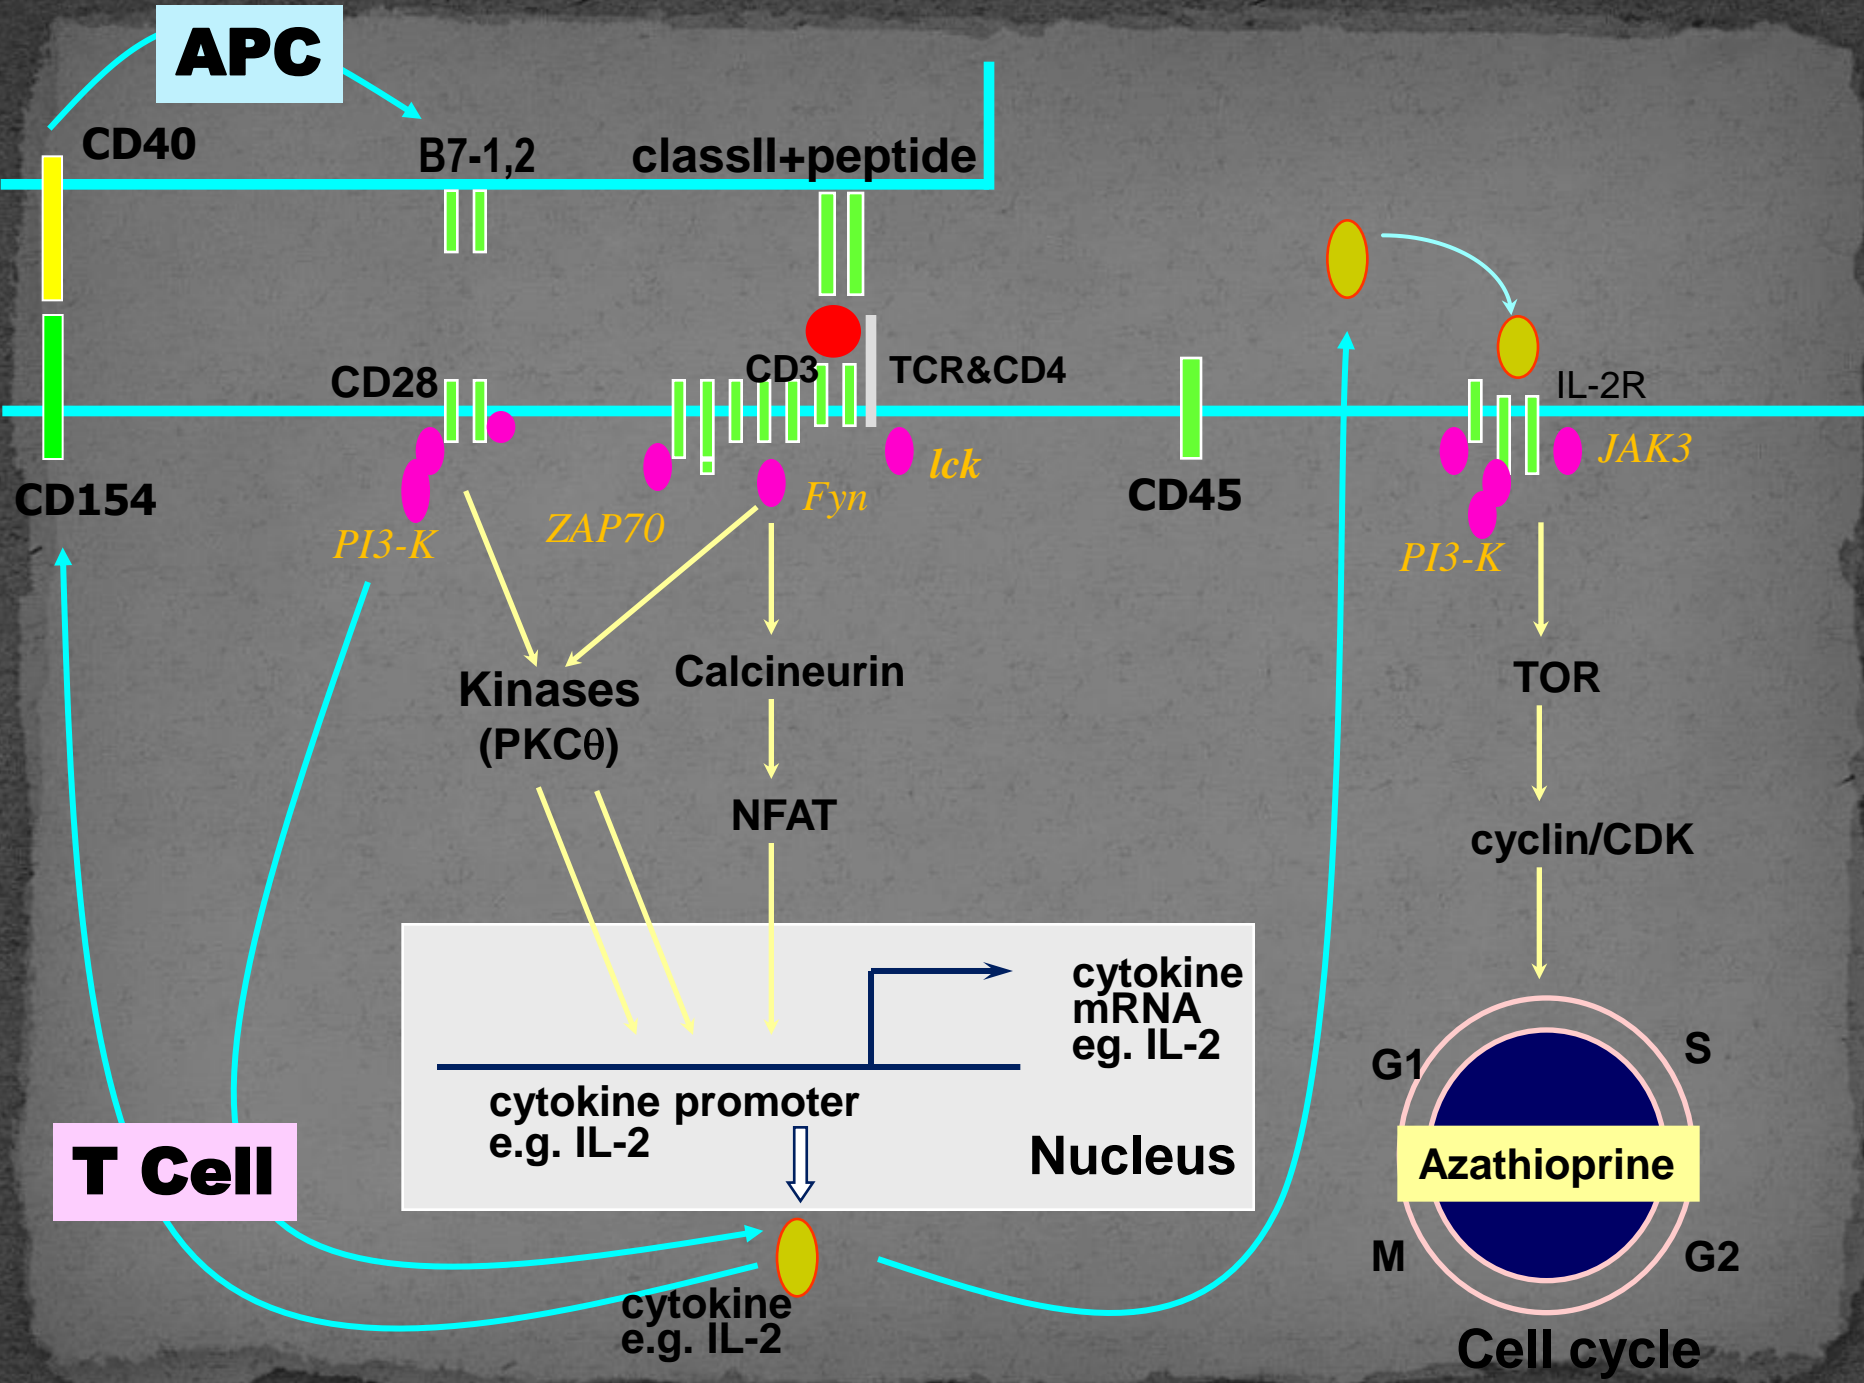 APC
CD40
B7-1,2
classII+peptide
CD28
CD3
TCR&CD4
IL-2R
CD154
PI3-K
ZAP70
Fyn
lck
CD45
JAK3
PI3-K
Kinases
(PKCθ)
Calcineurin
TOR
NFAT
cyclin/CDK
cytokine
mRNA
eg. IL-2
cytokine promoter
e.g. IL-2
Nucleus
T Cell
G1
S
Azathioprine
M
G2
cytokine
e.g. IL-2
Cell cycle